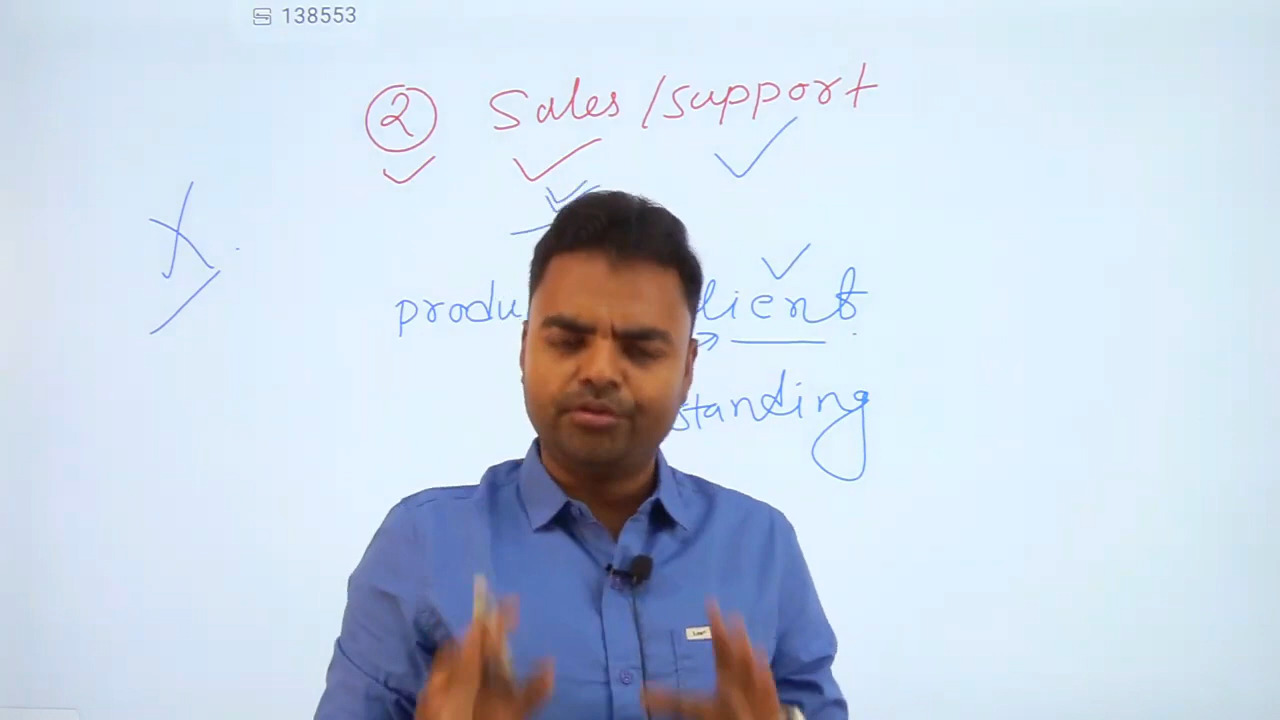 138553
② Sales/support
produ lient
standing